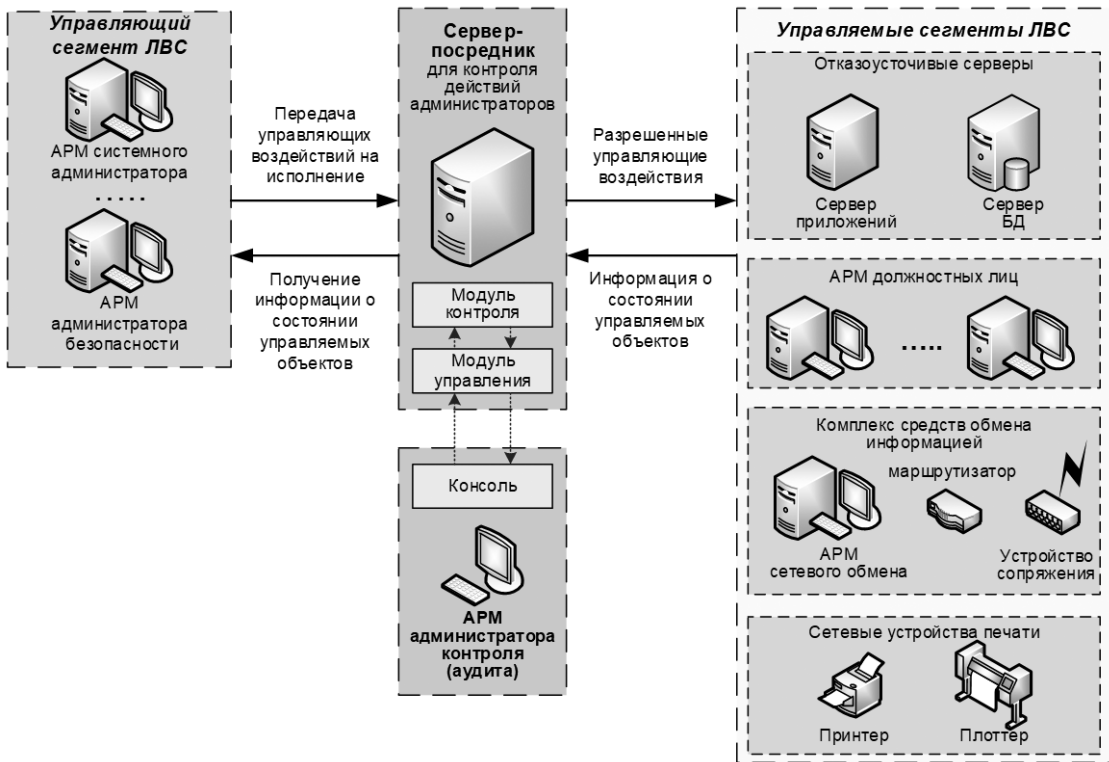 Управляющий
сегмент ЛВС
АРМ системного
администратора
.....
АРМ
администратора
безопасности
Передача
управляющих
воздействий на
исполнение
Получение
информации о
состоянии
управляемых
объектов
Сервер-
посредник
для контроля
действий
администраторов
Модуль
контроля
Модуль
управления
Консоль
АРМ
администратора
контроля
(аудита)
Разрешенные
управляющие
воздействия
Информация о
состоянии
управляемых
объектов
Управляемые сегменты ЛВС
Отказоусточивые серверы
Сервер
приложений
Сервер
БД
АРМ должностных лиц
.....
Комплекс средств обмена
информацией
маршрутизатор
АРМ
сетевого обмена
Устройство
сопряжения
Сетевые устройства печати
Принтер
Плоттер